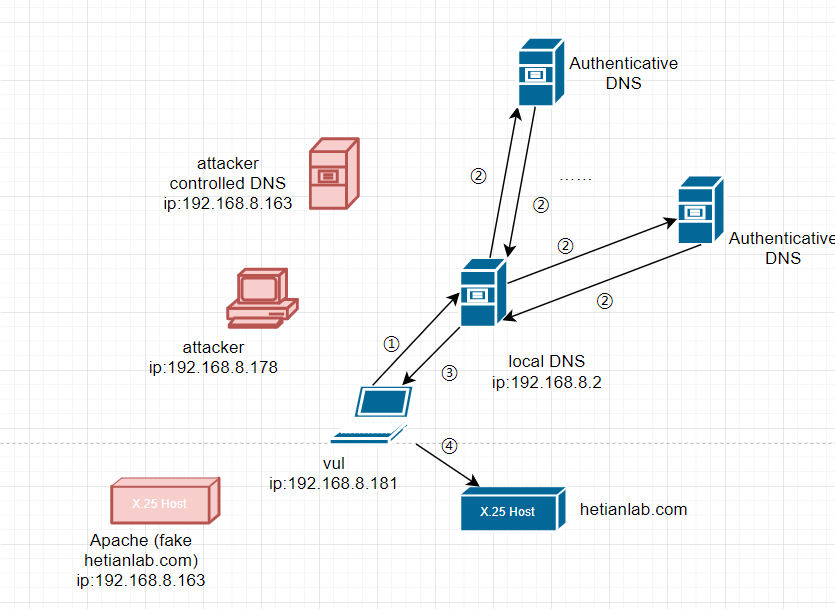 Authenticative
DNS
attacker
controlled DNS
ip:192.168.8.163
②
……
②
Authenticative
DNS
②
②
attacker
ip:192.168.8.178
①
③
local DNS
ip:192.168.8.2
④
vul
ip:192.168.8.181
X.25 Host
X.25 Host
hetianlab.com
Apache (fake
hetianlab.com)
ip:192.168.8.163